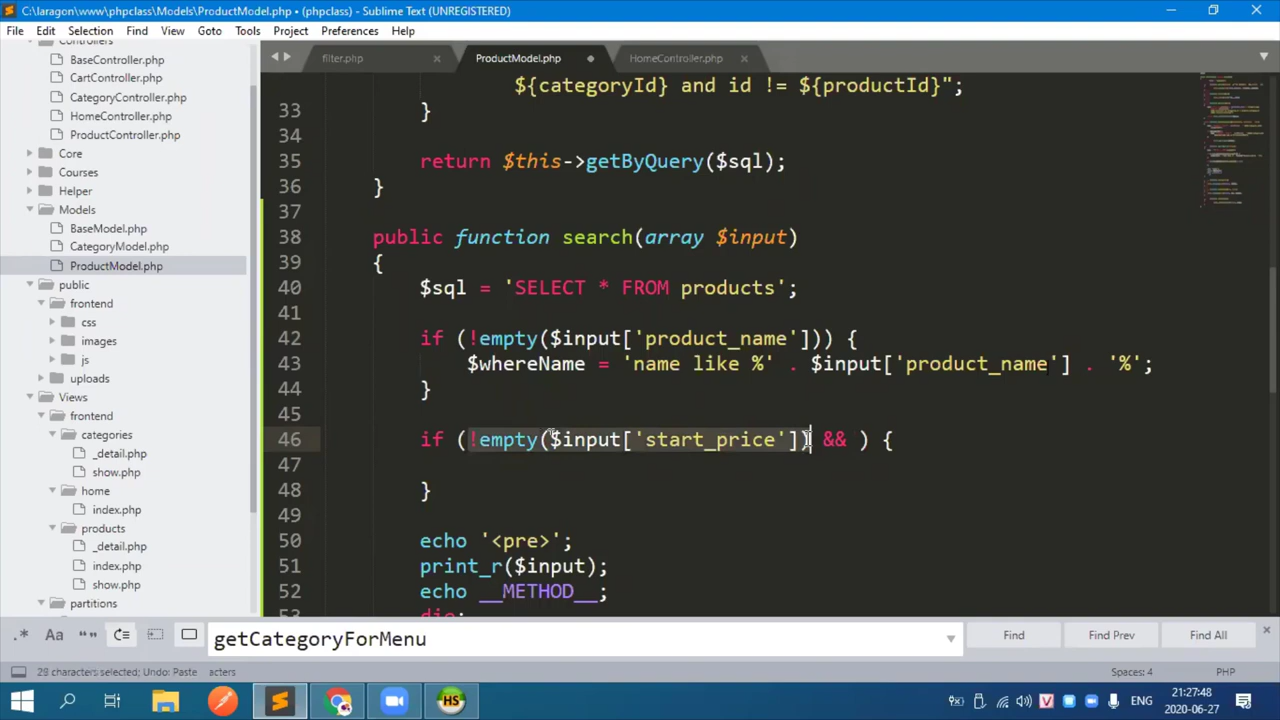 C:\laragon\www\phpclass\Models\ProductModel.php • (phpclass) - Sublime Text (UNREGISTERED)
File Edit Selection Find View Goto Tools Project Preferences Help
Controllers
BaseController.php
CartController.php
CategoryController.php
HomeController.php
ProductController.php
Core
Courses
Helper
Models
BaseModel.php
CategoryModel.php
ProductModel.php
public
frontend
css
images
js
uploads
Views
frontend
categories
_detail.php
show.php
home
index.php
products
_detail.php
index.php
show.php
partitions
filter.php ProductModel.php HomeController.php
${categoryId} and id != ${productId}";
33 }
34
35 return $this->getByQuery($sql);
36 }
37
38 public function search(array $input)
39 {
40 $sql = 'SELECT * FROM products';
41
42 if (!empty($input['product_name'])) {
43 $whereName = 'name like %' . $input['product_name'] . '%';
44 }
45
46 if (!empty($input['start_price']) && ) {
47
48 }
49
50 echo '<pre>';
51 print_r($input);
52 echo __METHOD__;
53 die;
.* Aa “” getCategoryForMenu Find Find Prev Find All
28 characters selected; Undo: Paste acters Spaces: 4 PHP
HS V ENG 21:27:48
2020-06-27